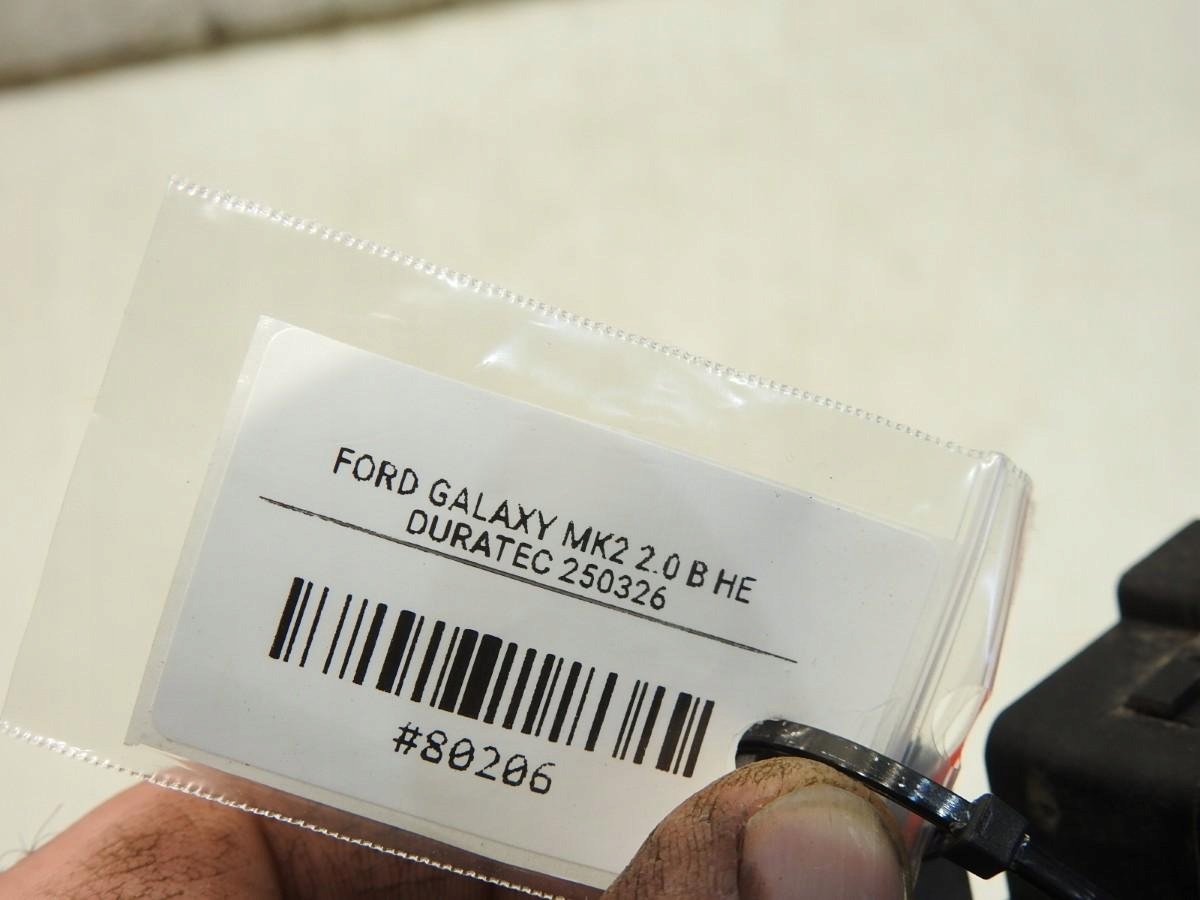 FORD GALAXY MK2 2.0 B HE
DURATEC 250326
#80206